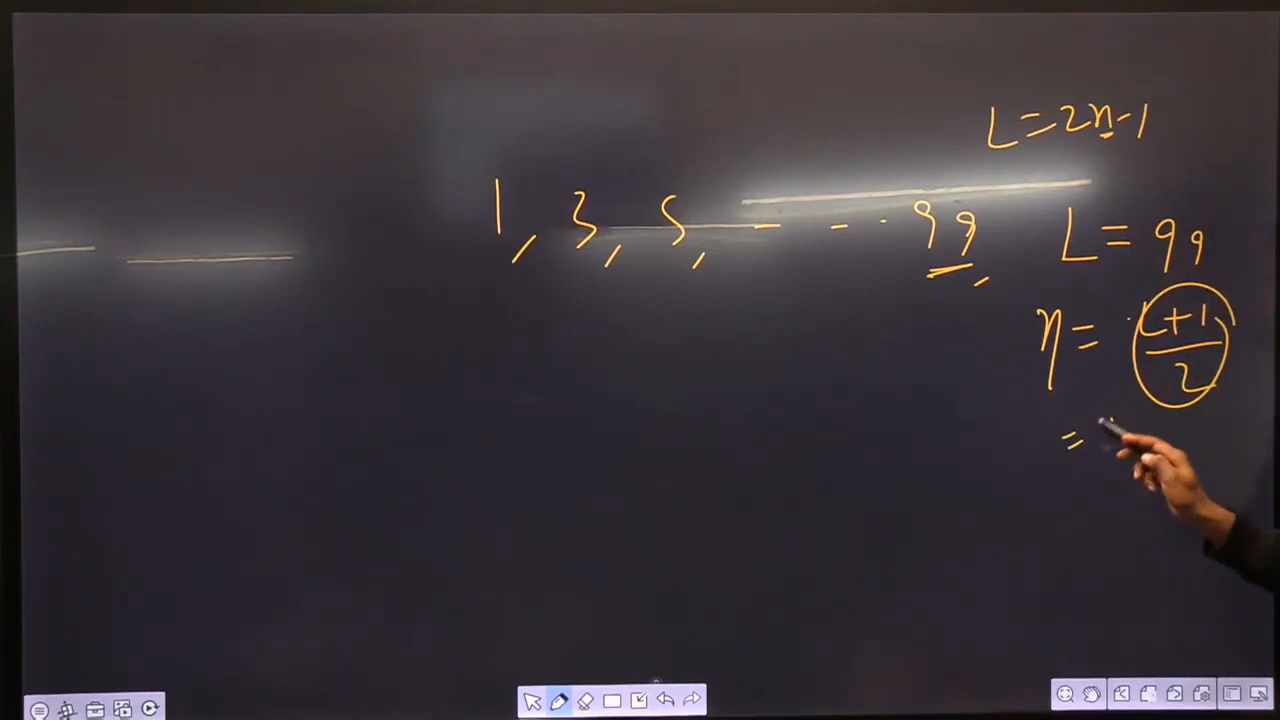 L=2n-1
1, 3, 5, - - . 99,
L = 99
n = L+1/2
=